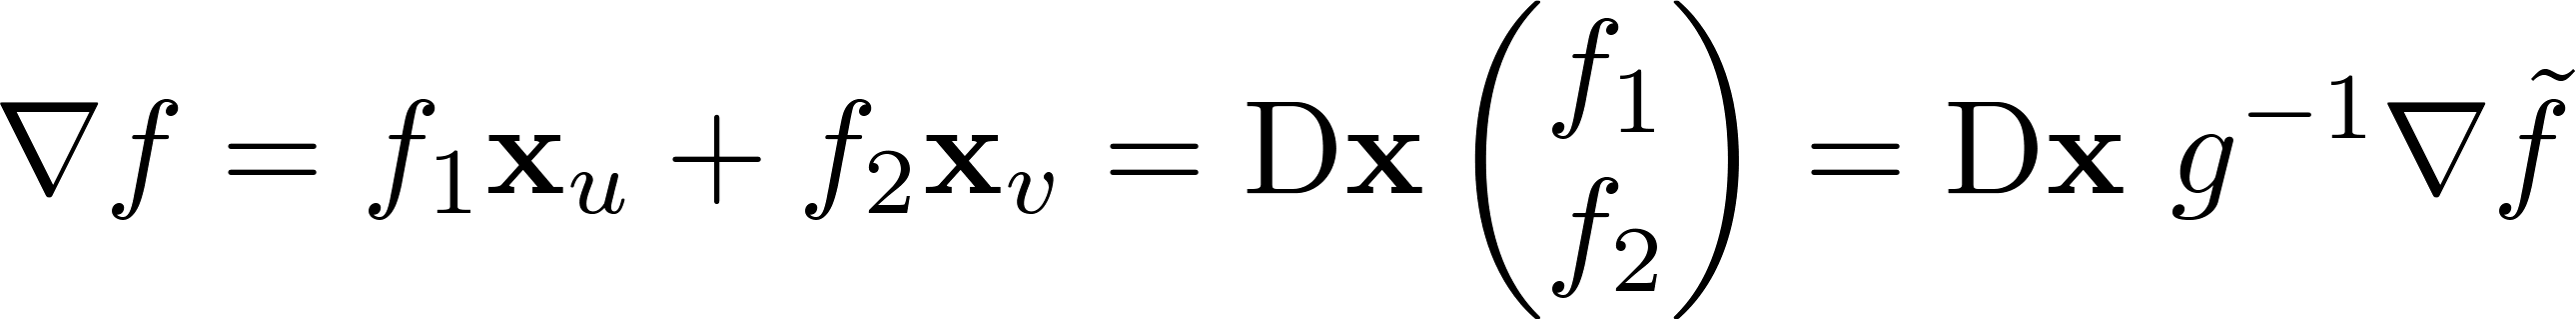 ∇f = f₁𝐱ᵤ + f₂𝐱ᵥ = D𝐱 (f₁ f₂) = D𝐱 g⁻¹∇f̃